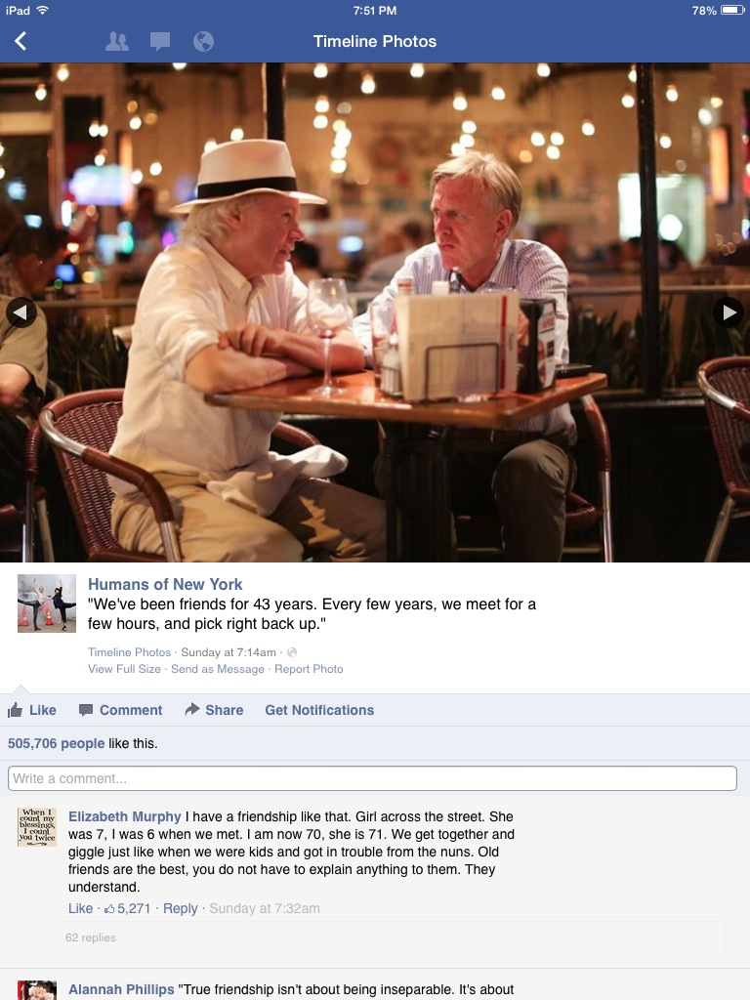 iPad 7:51 PM 78%
Timeline Photos
Humans of New York
"We've been friends for 43 years. Every few years, we meet for a
few hours, and pick right back up."
Timeline Photos · Sunday at 7:14am ·
View Full Size · Send as Message · Report Photo
Like Comment Share Get Notifications
505,706 people like this.
Write a comment...
When I
count my
blessings,
I count
you twice
Elizabeth Murphy I have a friendship like that. Girl across the street. She
was 7, I was 6 when we met. I am now 70, she is 71. We get together and
giggle just like when we were kids and got in trouble from the nuns. Old
friends are the best, you do not have to explain anything to them. They
understand.
Like · 5,271 · Reply · Sunday at 7:32am
62 replies
Alannah Phillips "True friendship isn't about being inseparable. It's about